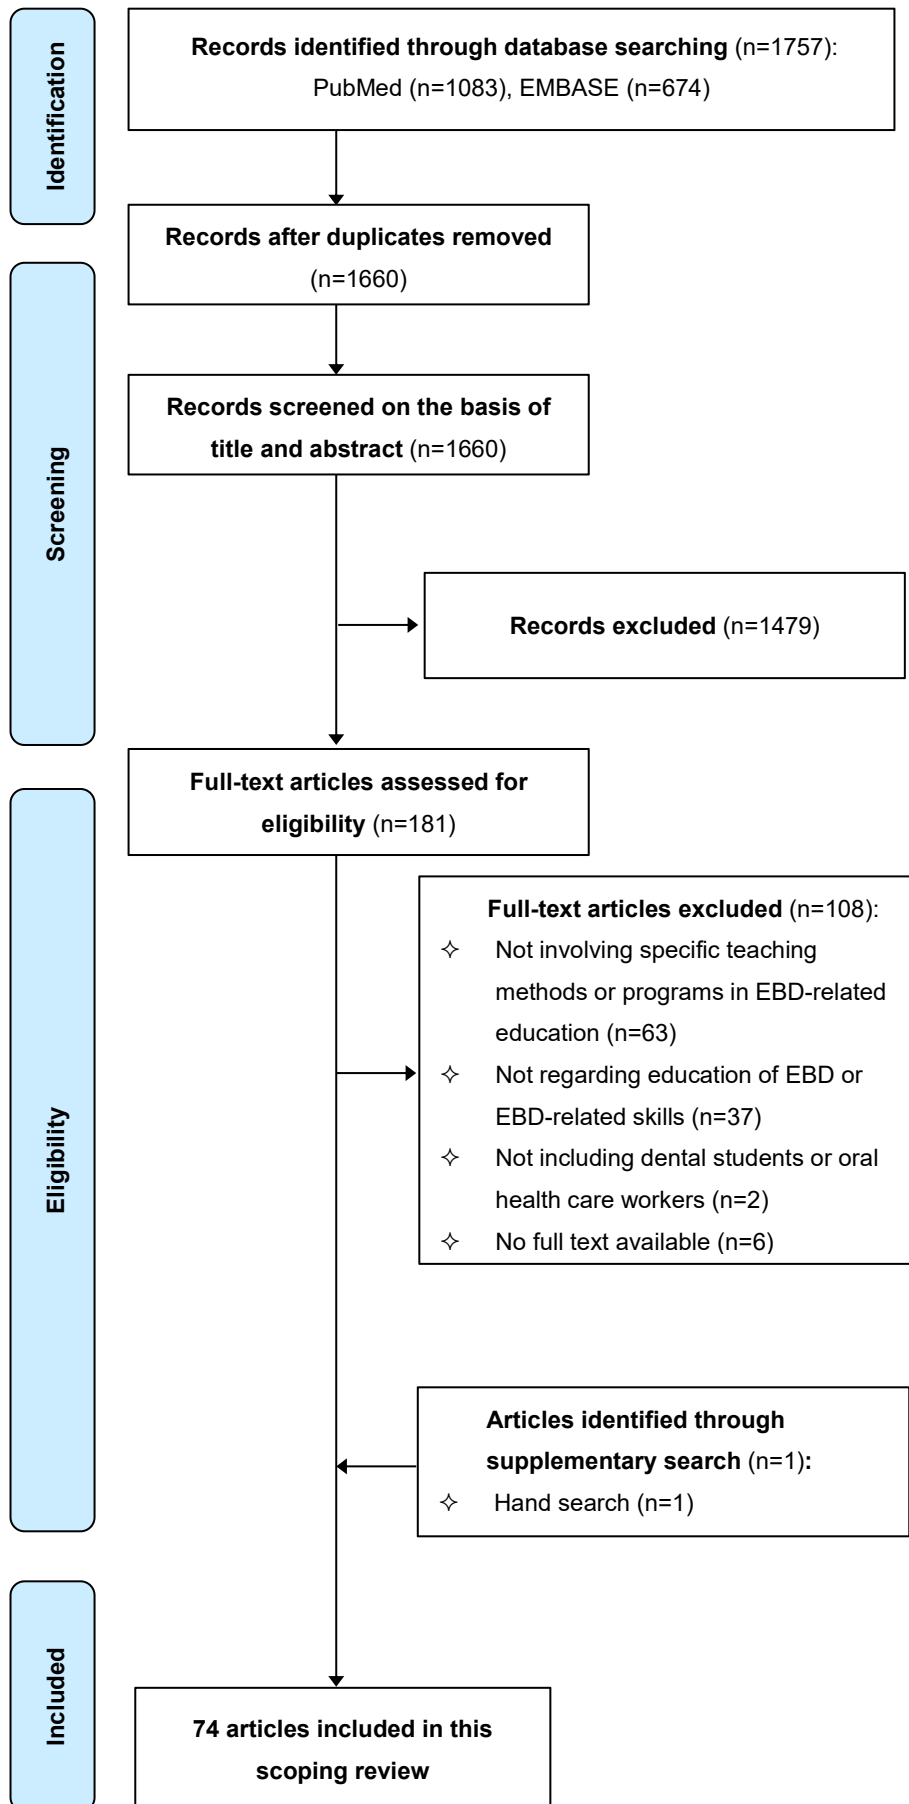 Identification
Records identified through database searching (n=1757):
PubMed (n=1083), EMBASE (n=674)
Records after duplicates removed
(n=1660)
Screening
Records screened on the basis of
title and abstract (n=1660)
Records excluded (n=1479)
Full-text articles assessed for
eligibility (n=181)
Eligibility
Full-text articles excluded (n=108):
✧ Not involving specific teaching
methods or programs in EBD-related
education (n=63)
✧ Not regarding education of EBD or
EBD-related skills (n=37)
✧ Not including dental students or oral
health care workers (n=2)
✧ No full text available (n=6)
Articles identified through
supplementary search (n=1):
✧ Hand search (n=1)
Included
74 articles included in this
scoping review